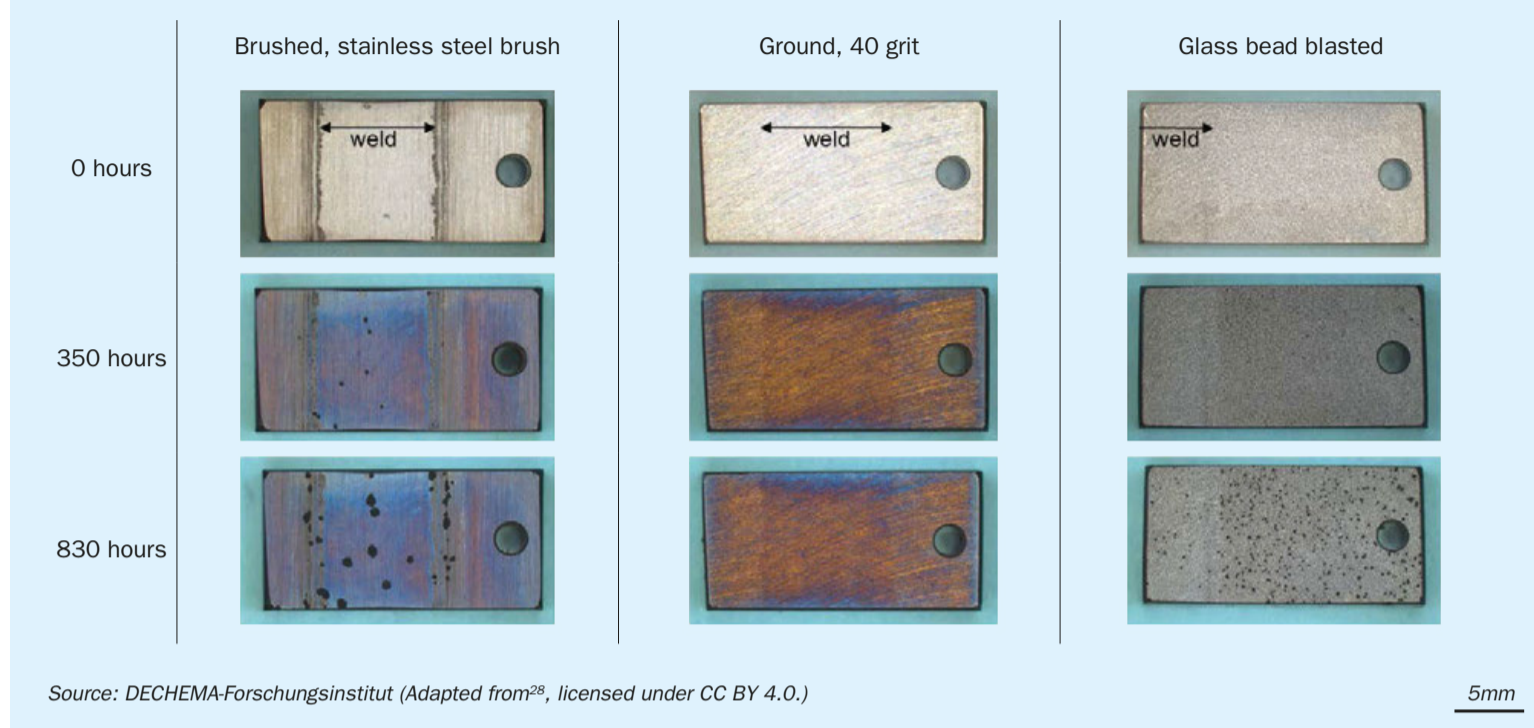 Brushed, stainless steel brush
Ground, 40 grit
Glass bead blasted
0 hours
weld
weld
weld
350 hours
830 hours
Source: DECHEMA-Forschungsinstitut (Adapted from²⁸, licensed under CC BY 4.0.)
5mm